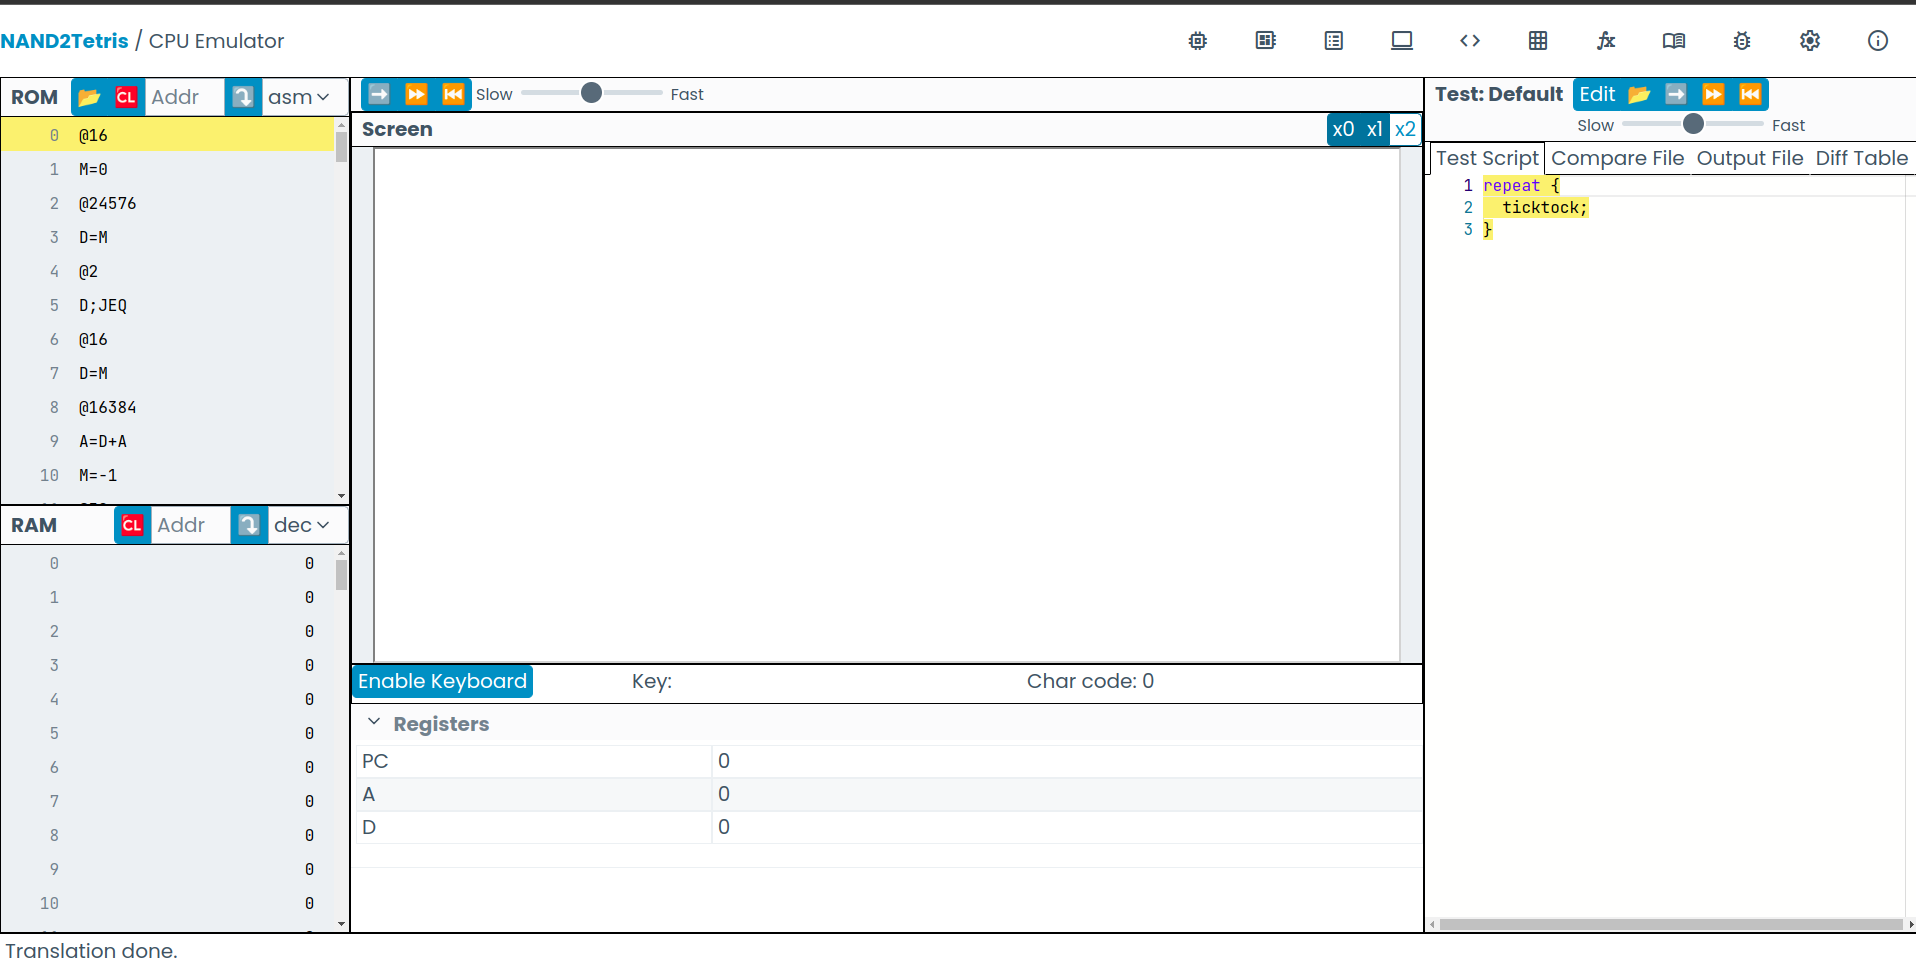 NAND2Tetris / CPU Emulator
ROM CL Addr asm
0 @16
1 M=0
2 @24576
3 D=M
4 @2
5 D;JEQ
6 @16
7 D=M
8 @16384
9 A=D+A
10 M=-1
RAM CL Addr dec
0 0
1 0
2 0
3 0
4 0
5 0
6 0
7 0
8 0
9 0
10 0
Slow Fast
Screen x0 x1 x2
Enable Keyboard Key: Char code: 0
Registers
PC 0
A 0
D 0
Test: Default Edit
Slow Fast
Test Script Compare File Output File Diff Table
1 repeat {
2 ticktock;
3 }
Translation done.